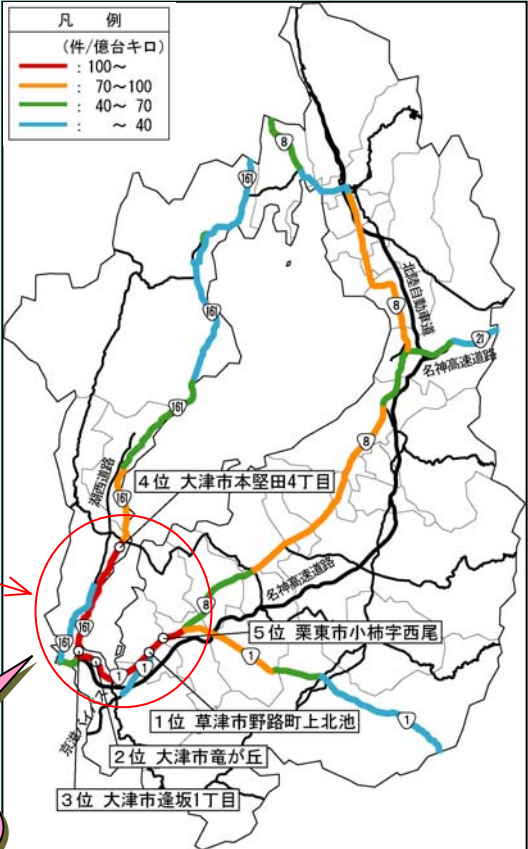 凡　例
(件/億台キロ)
: 100～
: 70～100
: 40～ 70
: ～ 40
8
161
北陸自動車道
161
8
21
名神高速道路
161
8
湖西道路
4位 大津市本堅田4丁目
161
名神高速道路
8
161
5位 栗東市小柿字西尾
161
1
1
1
1
1位 草津市野路町上北池
京滋バイパス
2位 大津市竜が丘
3位 大津市逢坂1丁目